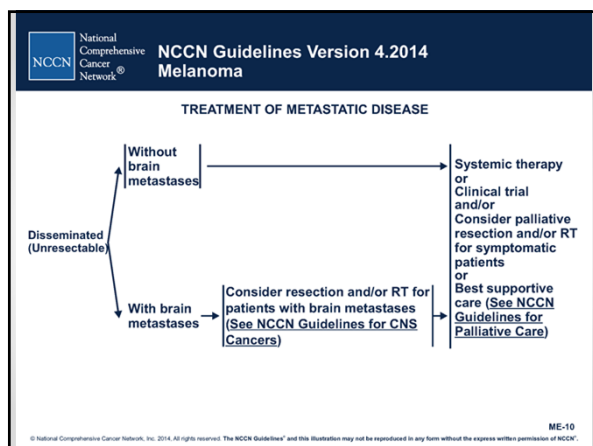 NCCN
National
Comprehensive
Cancer
Network®
NCCN Guidelines Version 4.2014
Melanoma
TREATMENT OF METASTATIC DISEASE
Disseminated
(Unresectable)
Without
brain
metastases
With brain
metastases
Consider resection and/or RT for
patients with brain metastases
(See NCCN Guidelines for CNS
Cancers)
Systemic therapy
or
Clinical trial
and/or
Consider palliative
resection and/or RT
for symptomatic
patients
or
Best supportive
care (See NCCN
Guidelines for
Palliative Care)
ME-10
© National Comprehensive Cancer Network, Inc. 2014, All rights reserved. The NCCN Guidelines® and this illustration may not be reproduced in any form without the express written permission of NCCN®.